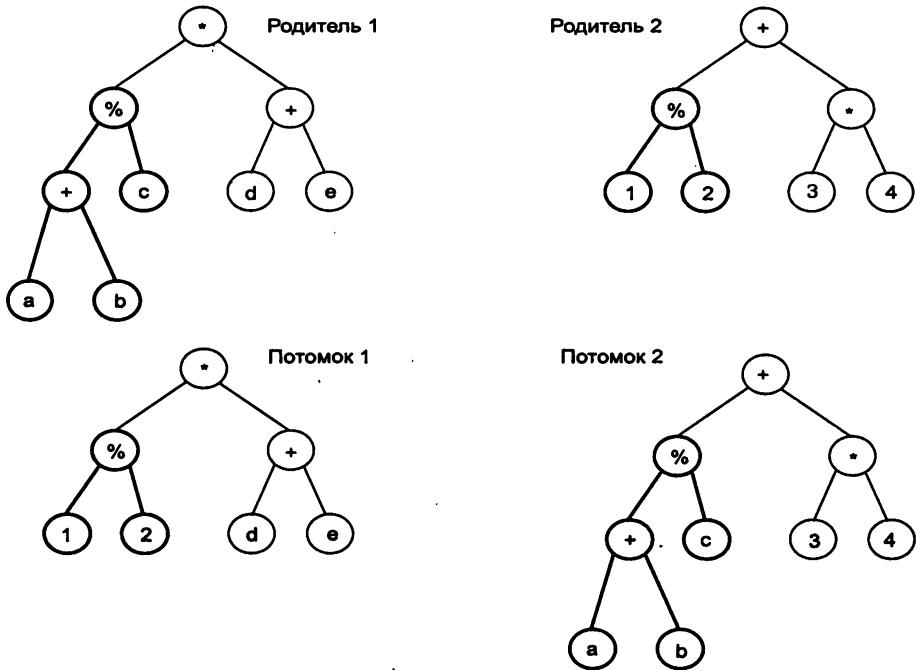 * Родитель 1 Родитель 2 +
% + % *
+ c d e 1 2 3 4
a b
* Потомок 1 Потомок 2 +
% + % *
1 2 d e + c 3 4
a b